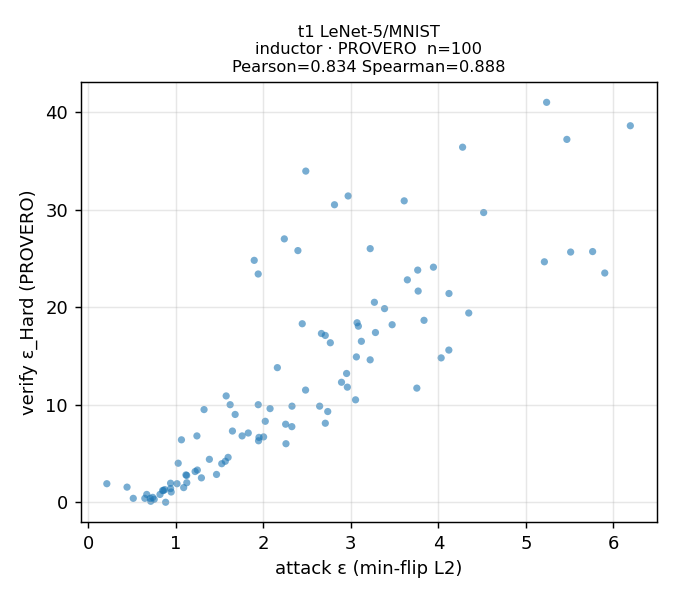 t1 LeNet-5/MNIST
inductor · PROVERO  n=100
Pearson=0.834 Spearman=0.888
verify ε_Hard (PROVERO)
40
30
20
10
0
0 1 2 3 4 5 6
attack ε (min-flip L2)